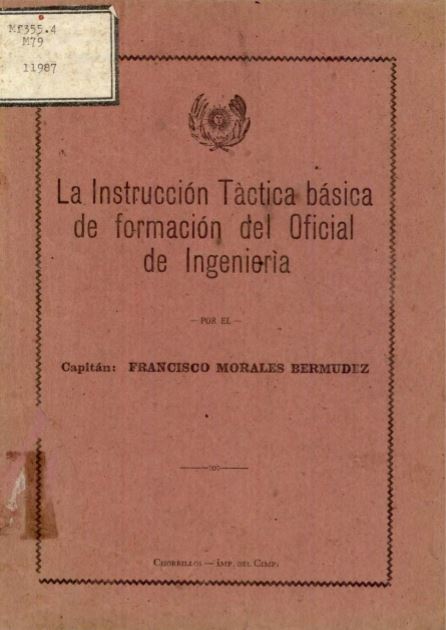 Mf355.4
M79
11987
La Instrucción Tàctica básica
de formación del Oficial
de Ingenierìa
— POR EL —
Capitán: FRANCISCO MORALES BERMUDEZ
CHORRILLOS — IMP. DEL CIMP.